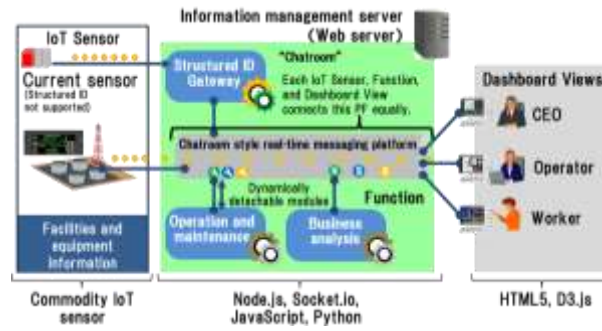 Information management server
(Web server)
IoT Sensor
Current sensor
(Structured ID
not supported)
Facilities and
equipment
information
Commodity IoT
sensor
Structured ID
Gateway
"Chatroom"
Each IoT Sensor, Function,
and Dashboard View
connects this PF equally.
Chatroom style real-time messaging platform
Dynamically
detachable modules
Function
Operation and
maintenance
Business
analysis
Node.js, Socket.io,
JavaScript, Python
Dashboard Views
CEO
Operator
Worker
HTML5, D3.js